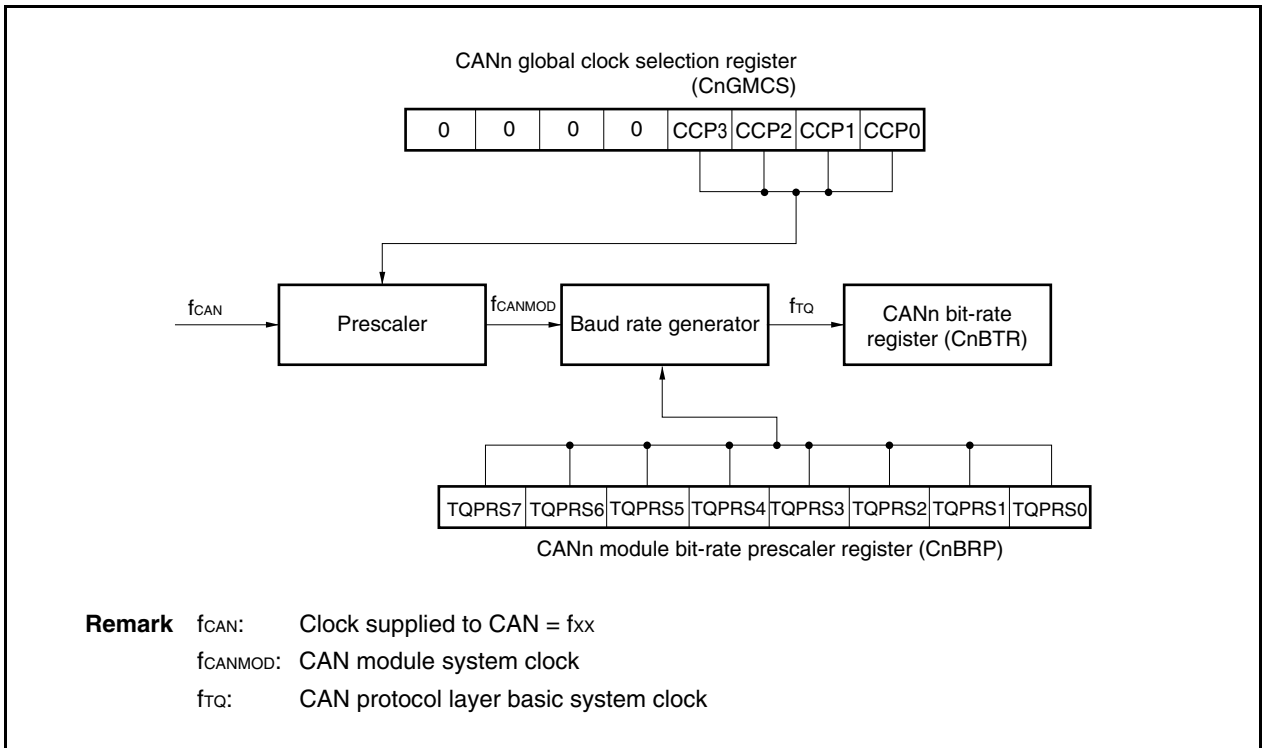 CANn global clock selection register
(CnGMCS)
0 0 0 0 CCP3 CCP2 CCP1 CCP0
fCAN
Prescaler
fCANMOD
Baud rate generator
fTQ
CANn bit-rate
register (CnBTR)
TQPRS7 TQPRS6 TQPRS5 TQPRS4 TQPRS3 TQPRS2 TQPRS1 TQPRS0
CANn module bit-rate prescaler register (CnBRP)
Remark fCAN: Clock supplied to CAN = fXX
fCANMOD: CAN module system clock
fTQ: CAN protocol layer basic system clock